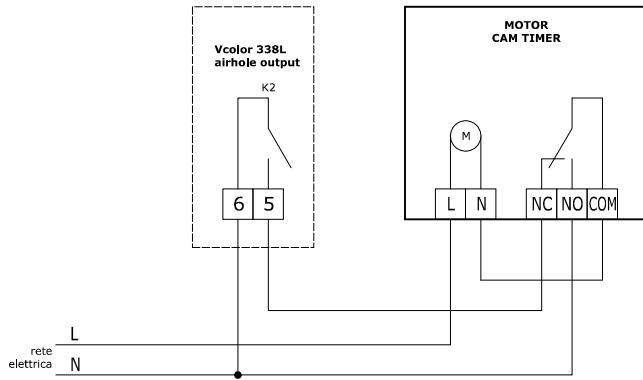 Vcolor 338L
airhole output
K2
6 5
MOTOR
CAM TIMER
M
L N NC NO COM
rete
elettrica
L
N